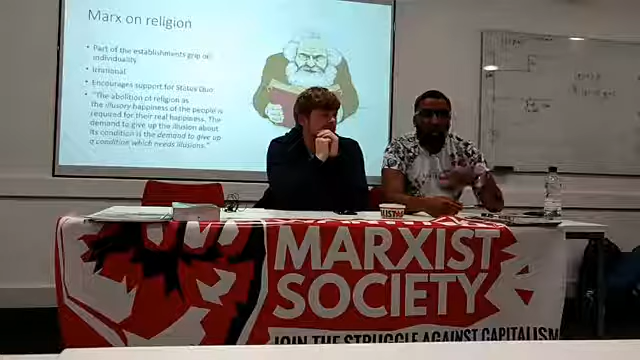 Marx on religion
Part of the establishments grip on
individuality
Irrational
Encourages support for Status Quo
"The abolition of religion as
the illusory happiness of the people is
required for their real happiness. The
demand to give up the illusion about
its condition is the demand to give up
a condition which needs illusions."
MARXIST
SOCIETY
JOIN THE STRUGGLE AGAINST CAPITALISM